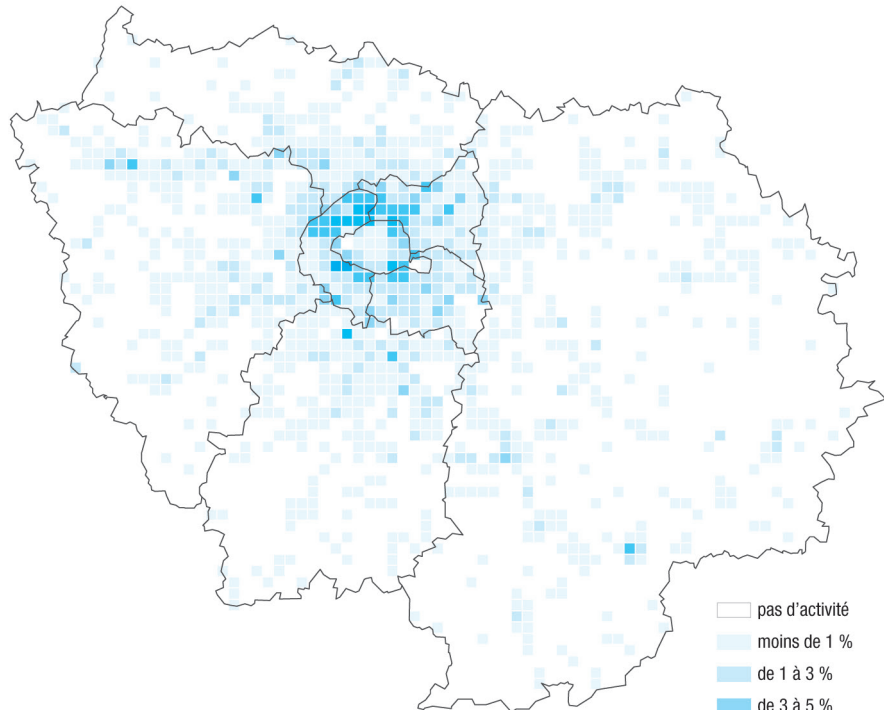 pas d’activité
moins de 1 %
de 1 à 3 %
de 3 à 5 %